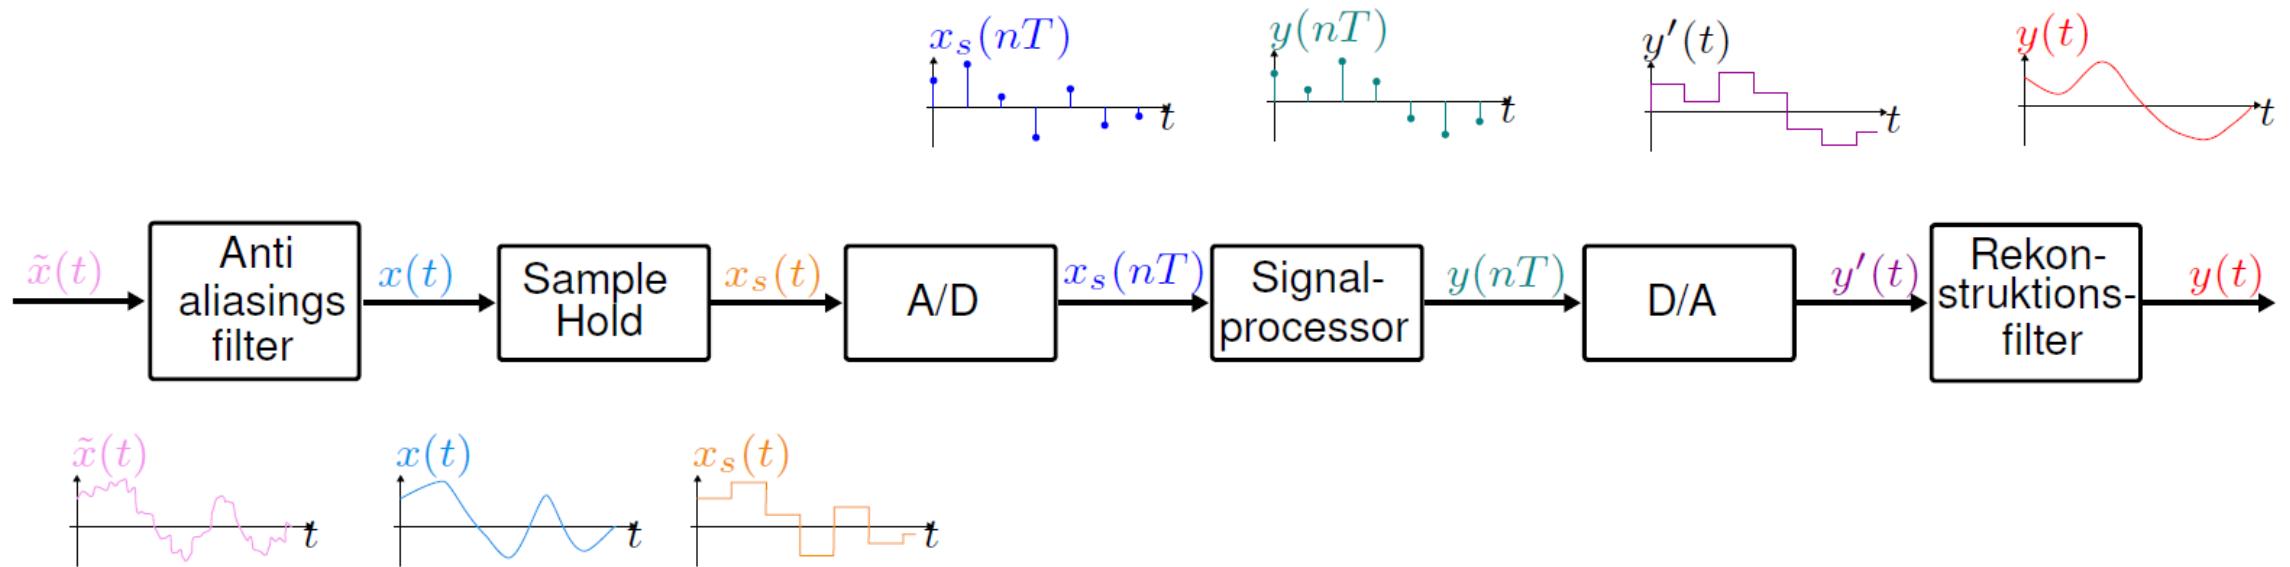 x_s(nT)
t
y(nT)
t
y'(t)
t
y(t)
t
x̃(t)
Anti
aliasings
filter
x(t)
Sample
Hold
x_s(t)
A/D
x_s(nT)
Signal-
processor
y(nT)
D/A
y'(t)
Rekon-
struktions-
filter
y(t)
x̃(t)
t
x(t)
t
x_s(t)
t